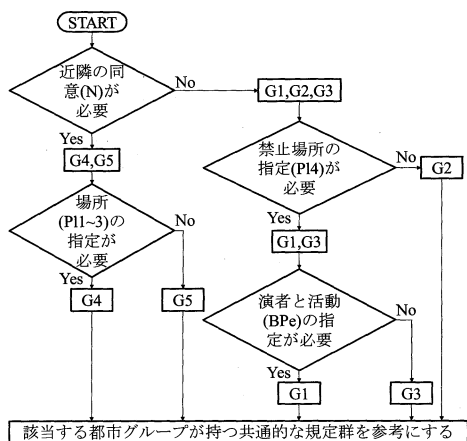 START
近隣の同
意(N)が
必要
No
G1,G2,G3
Yes
G4,G5
禁止場所の
指定(Pl4)が
必要
No
G2
場所
(Pl1~3)の
指定が
必要
No
Yes
G1,G3
Yes
G4
G5
演者と活動
(BPe)の指
定が必要
No
Yes
G1
G3
該当する都市グループが持つ共通的な規定群を参考にする